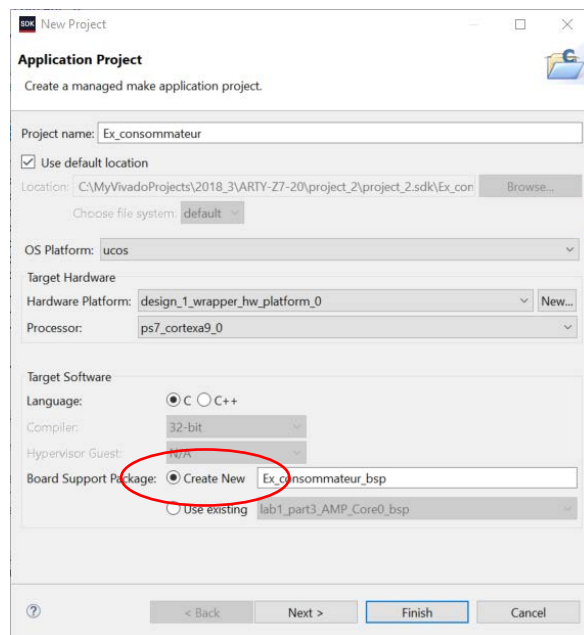 SDK New Project
Application Project
Create a managed make application project.
Project name: Ex_consommateur
Use default location
Location: C:\MyVivadoProjects\2018_3\ARTY-Z7-20\project_2\project_2.sdk\Ex_con Browse...
Choose file system: default
OS Platform: ucos
Target Hardware
Hardware Platform: design_1_wrapper_hw_platform_0 New...
Processor: ps7_cortexa9_0
Target Software
Language: C C++
Compiler: 32-bit
Hypervisor Guest: N/A
Board Support Package: Create New Ex_consommateur_bsp
Use existing lab1_part3_AMP_Core0_bsp
? < Back Next > Finish Cancel